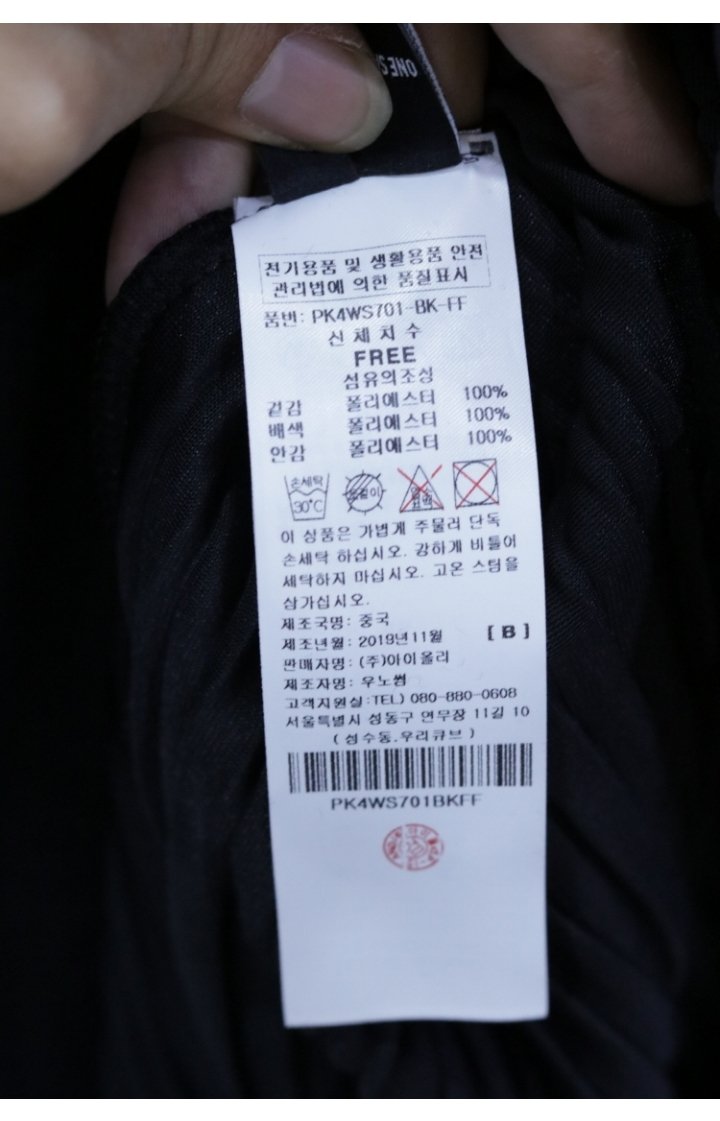 전기용품 및 생활용품 안전
관리법에 의한 품질표시
품번: PK4WS701-BK-FF
신체치수
FREE
섬유의조성
겉감 폴리에스터 100%
배색 폴리에스터 100%
안감 폴리에스터 100%
손세탁
30℃
이 상품은 가볍게 주물러 단독
손세탁 하십시오. 강하게 비틀어
세탁하지 마십시오. 고온 스팀을
삼가십시오.
제조국명: 중국
제조년월: 2019년11월 [B]
판매자명: (주)아이올리
제조자명: 우노썸
고객지원실:TEL) 080-880-0608
서울특별시 성동구 연무장 11길 10
(성수동.우리큐브)
PK4WS701BKFF